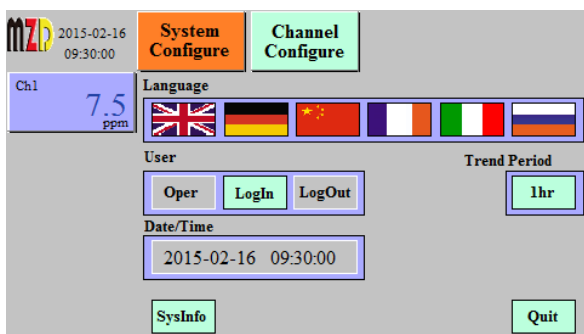 MZD
2015-02-16
09:30:00
System
Configure
Channel
Configure
Ch1
7.5
ppm
Language
User
Trend Period
Oper
LogIn
LogOut
1hr
Date/Time
2015-02-16 09:30:00
SysInfo
Quit